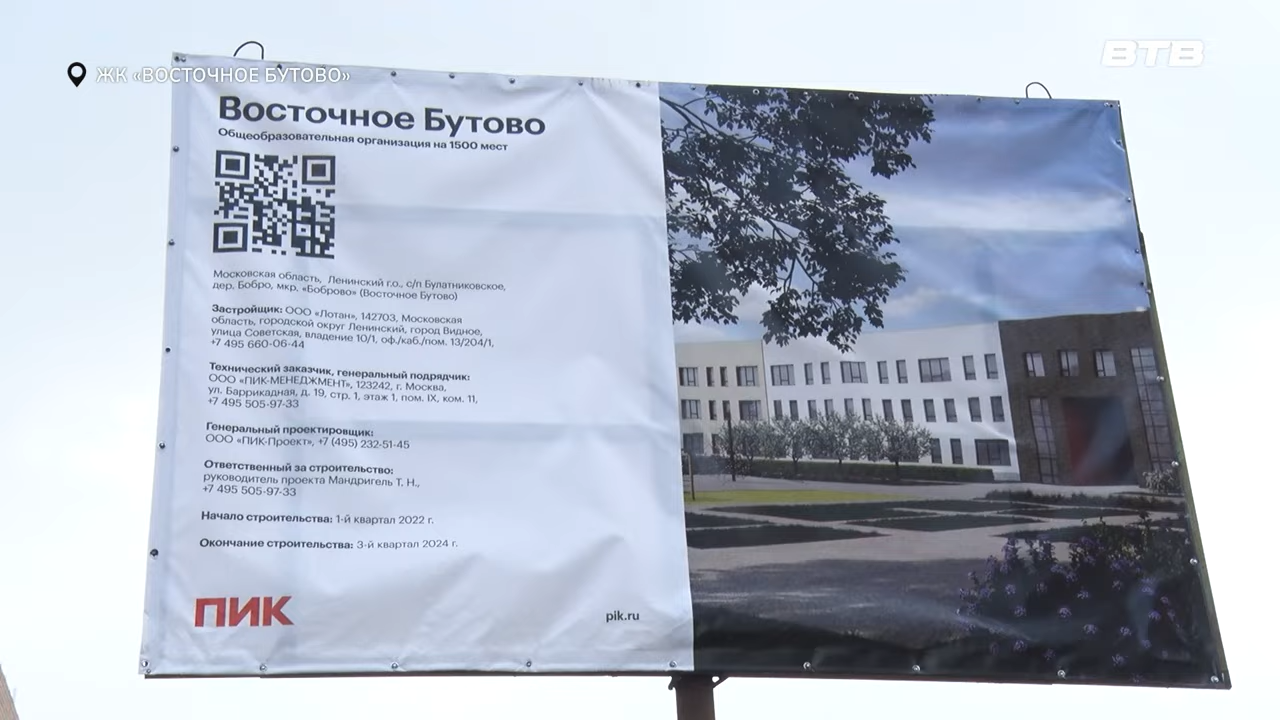 ЖК «ВОСТОЧНОЕ БУТОВО»
ВТВ
Восточное Бутово
Общеобразовательная организация на 1500 мест
Московская область, Ленинский г.о., с/п Булатниковское,
дер. Бобро, мкр. «Боброво» (Восточное Бутово)
Застройщик: ООО «Лотан», 142703, Московская
область, городской округ Ленинский, город Видное,
улица Советская, владение 10/1, оф./каб./пом. 13/204/1,
+7 495 660-06-44
Технический заказчик, генеральный подрядчик:
ООО «ПИК-МЕНЕДЖМЕНТ», 123242, г. Москва,
ул. Баррикадная, д. 19, стр. 1, этаж 1, пом. IX, ком. 11,
+7 495 505-97-33
Генеральный проектировщик:
ООО «ПИК-Проект», +7 (495) 232-51-45
Ответственный за строительство:
руководитель проекта Мандригель Т. Н.,
+7 495 505-97-33
Начало строительства: 1-й квартал 2022 г.
Окончание строительства: 3-й квартал 2024 г.
ПИК
pik.ru